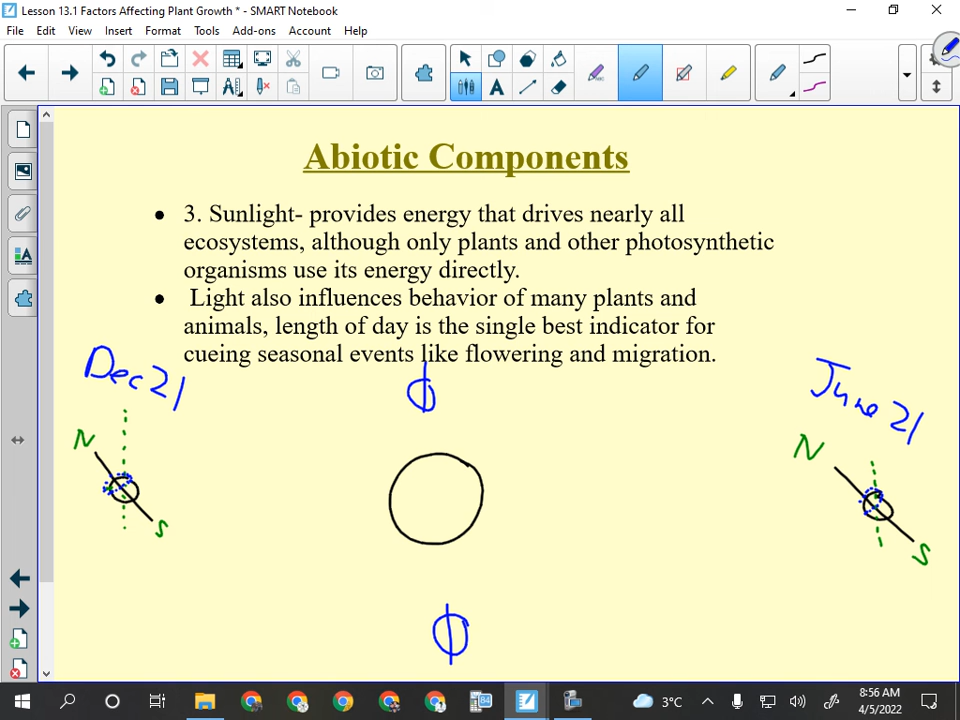 Lesson 13.1 Factors Affecting Plant Growth * - SMART Notebook
File Edit View Insert Format Tools Add-ons Account Help
Abiotic Components
• 3. Sunlight- provides energy that drives nearly all
ecosystems, although only plants and other photosynthetic
organisms use its energy directly.
• Light also influences behavior of many plants and
animals, length of day is the single best indicator for
cueing seasonal events like flowering and migration.
Dec 21
June 21
N
S
N
S
3°C
8:56 AM
4/5/2022